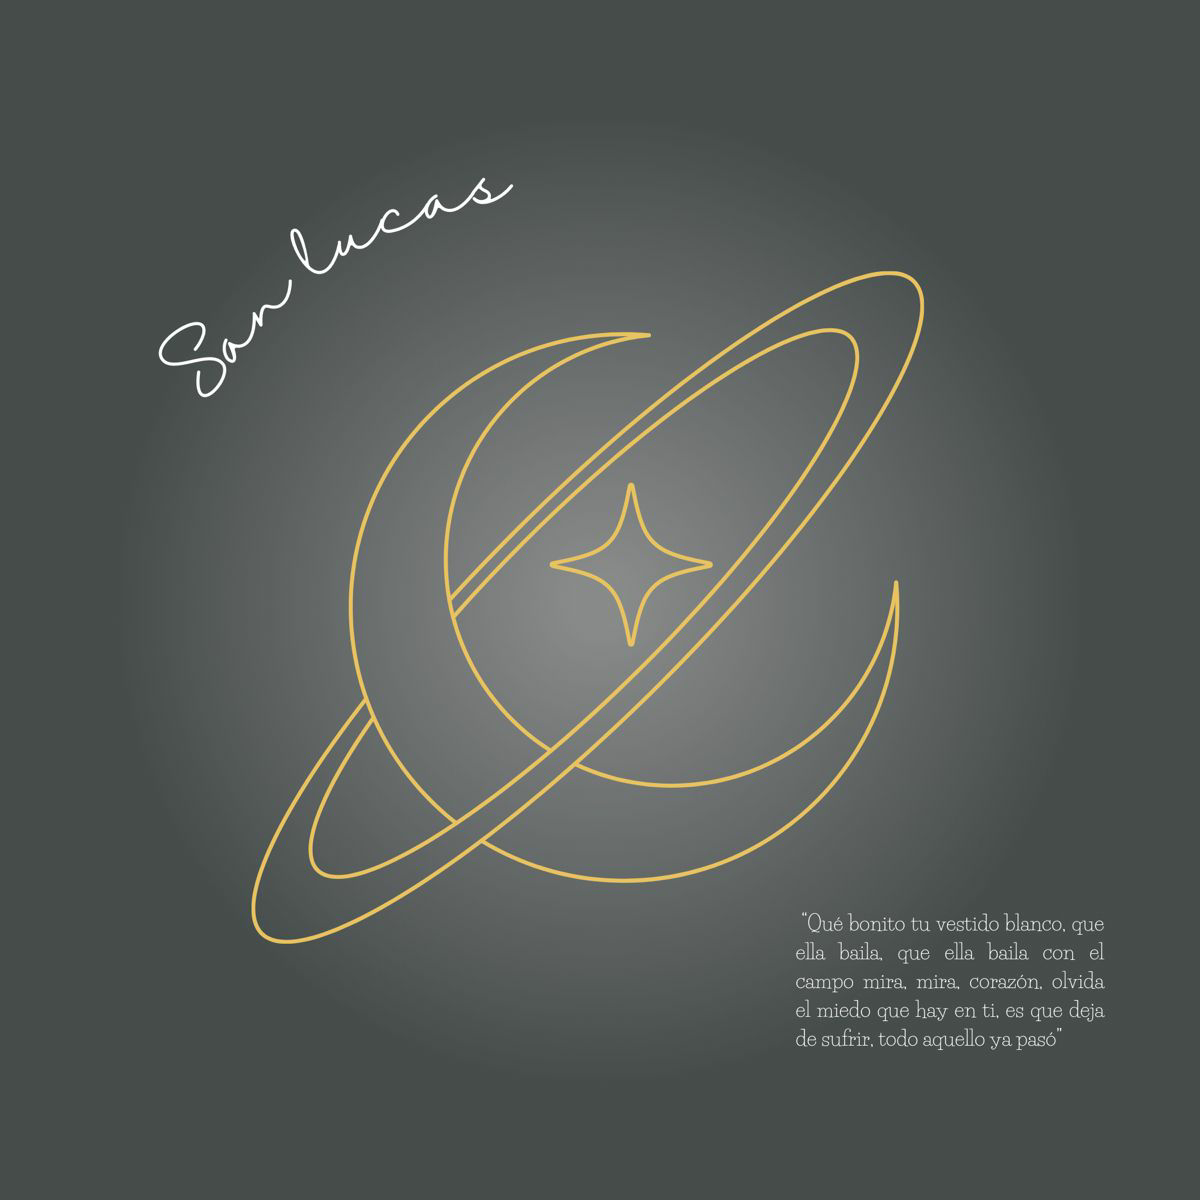 San lucas
“Qué bonito tu vestido blanco, que
ella baila, que ella baila con el
campo mira, mira, corazón, olvida
el miedo que hay en ti, es que deja
de sufrir, todo aquello ya pasó”